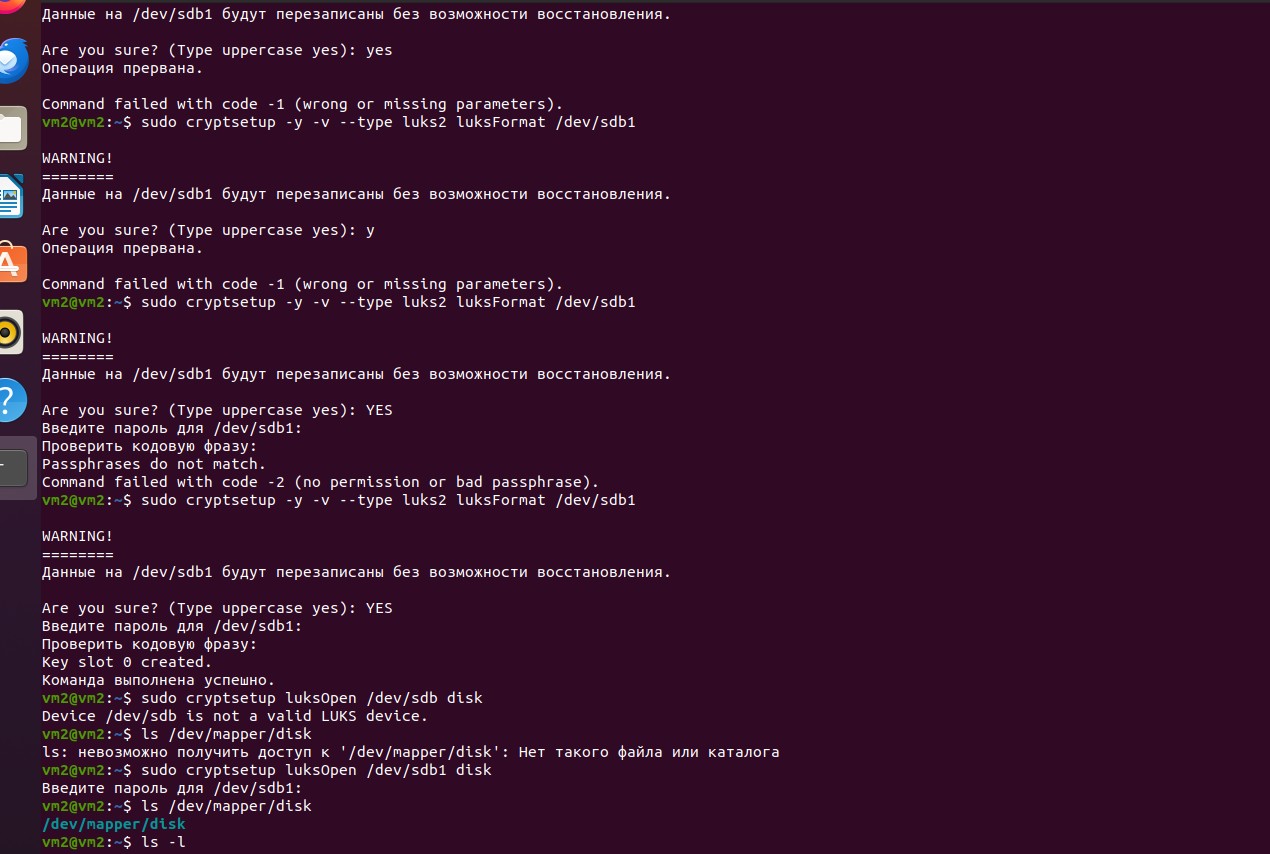 Данные на /dev/sdb1 будут перезаписаны без возможности восстановления.
Are you sure? (Type uppercase yes): yes
Операция прервана.
Command failed with code -1 (wrong or missing parameters).
vm2@vm2:~$ sudo cryptsetup -y -v --type luks2 luksFormat /dev/sdb1
WARNING!
========
Данные на /dev/sdb1 будут перезаписаны без возможности восстановления.
Are you sure? (Type uppercase yes): y
Операция прервана.
Command failed with code -1 (wrong or missing parameters).
vm2@vm2:~$ sudo cryptsetup -y -v --type luks2 luksFormat /dev/sdb1
WARNING!
========
Данные на /dev/sdb1 будут перезаписаны без возможности восстановления.
Are you sure? (Type uppercase yes): YES
Введите пароль для /dev/sdb1:
Проверить кодовую фразу:
Passphrases do not match.
Command failed with code -2 (no permission or bad passphrase).
vm2@vm2:~$ sudo cryptsetup -y -v --type luks2 luksFormat /dev/sdb1
WARNING!
========
Данные на /dev/sdb1 будут перезаписаны без возможности восстановления.
Are you sure? (Type uppercase yes): YES
Введите пароль для /dev/sdb1:
Проверить кодовую фразу:
Key slot 0 created.
Команда выполнена успешно.
vm2@vm2:~$ sudo cryptsetup luksOpen /dev/sdb disk
Device /dev/sdb is not a valid LUKS device.
vm2@vm2:~$ ls /dev/mapper/disk
ls: невозможно получить доступ к '/dev/mapper/disk': Нет такого файла или каталога
vm2@vm2:~$ sudo cryptsetup luksOpen /dev/sdb1 disk
Введите пароль для /dev/sdb1:
vm2@vm2:~$ ls /dev/mapper/disk
/dev/mapper/disk
vm2@vm2:~$ ls -l